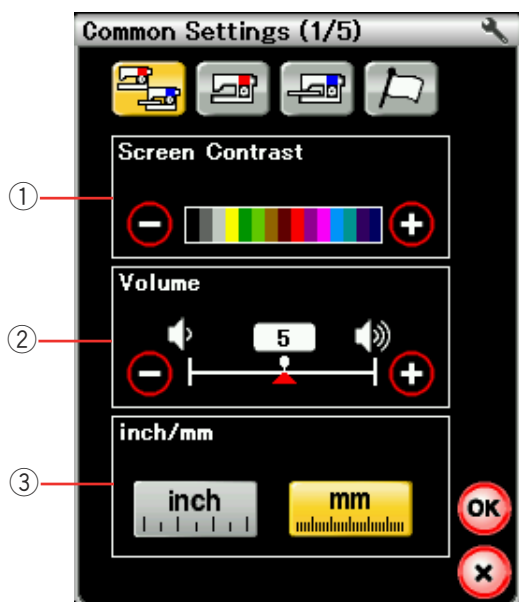 Common Settings (1/5)
Screen Contrast
①
Volume
②
5
inch/mm
③
inch
mm
OK